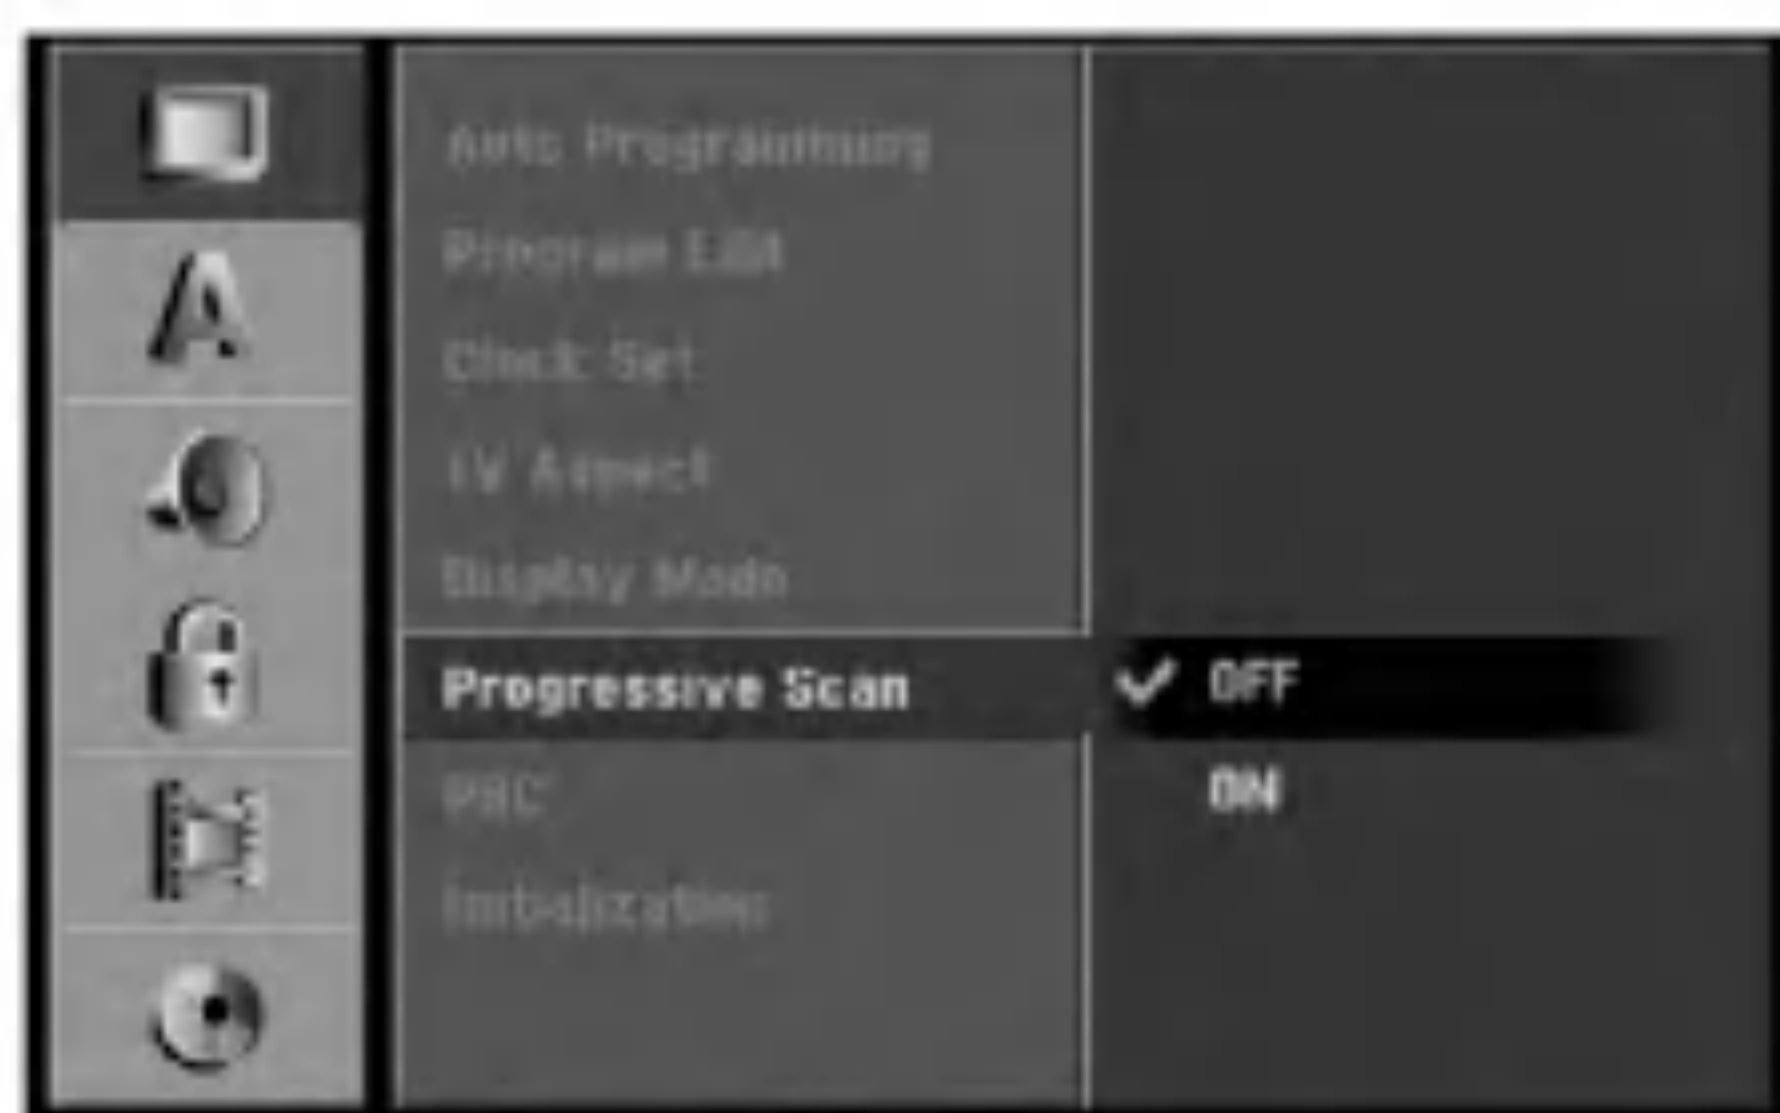 Auto Programming
Program Edit
Clock Set
TV Aspect
Display Mode
Progressive Scan
✓ OFF
PBC
ON
Initialization